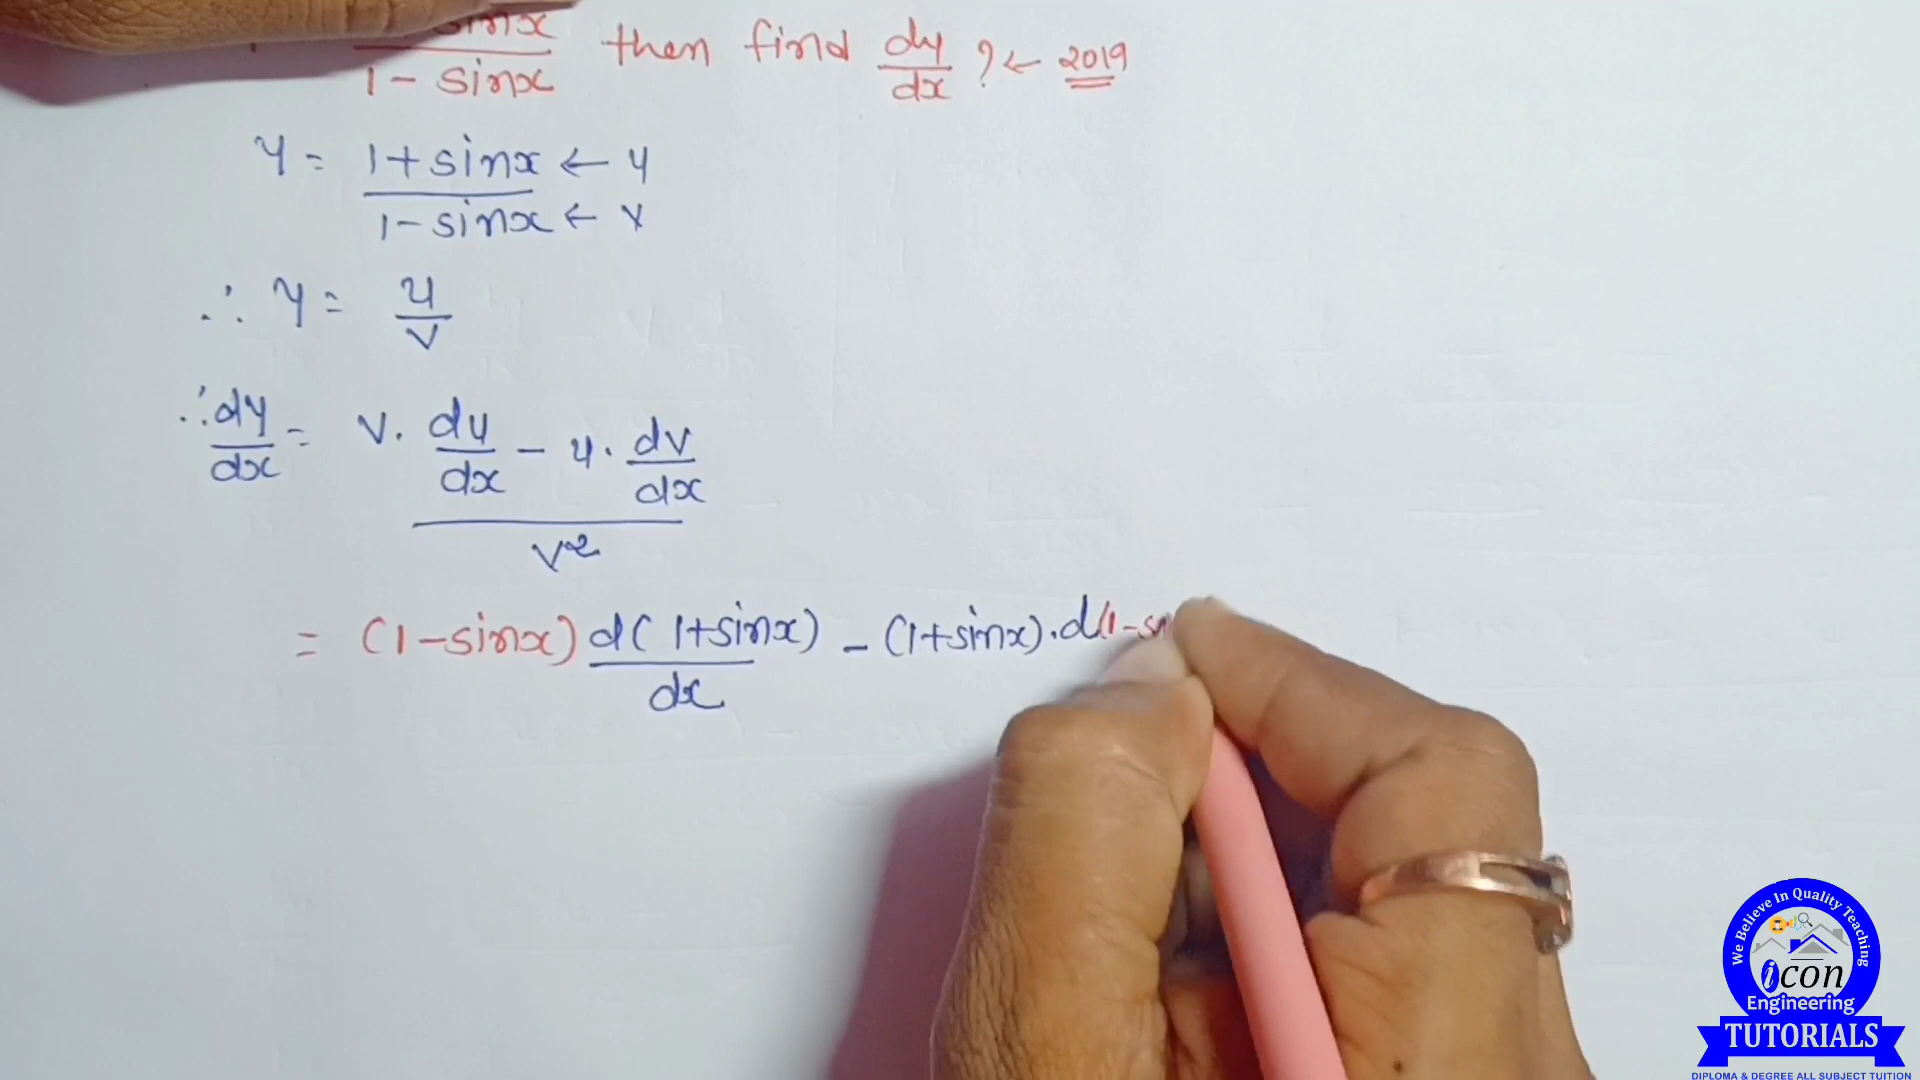 sinx / 1 - sinx then find dy/dx ? ← 2019
y = 1 + sinx ← u
1 - sinx ← v
∴ y = u/v
∴ dy/dx = v. du/dx - u. dv/dx
v²
= (1 - sinx) d(1+sinx)/dx - (1+sinx). d(1-
We Believe In Quality Teaching
icon
Engineering
TUTORIALS
DIPLOMA & DEGREE ALL SUBJECT TUITION